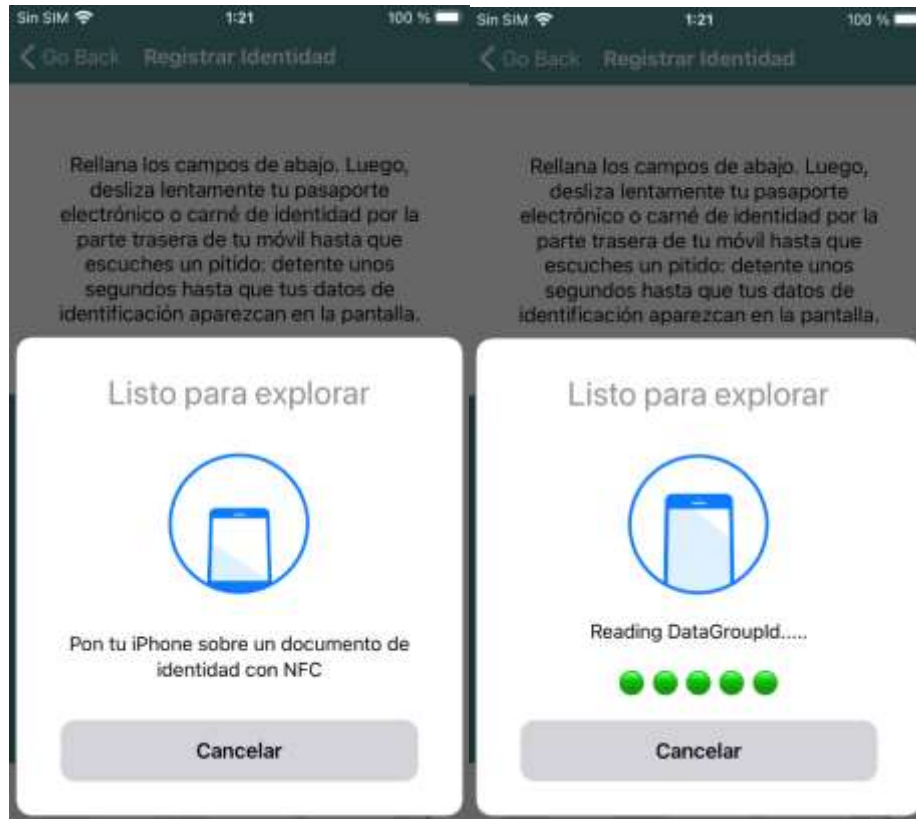 Sin SIM 1:21 100 %
Go Back Registrar Identidad
Rellana los campos de abajo. Luego,
desliza lentamente tu pasaporte
electrónico o carné de identidad por la
parte trasera de tu móvil hasta que
escuches un pitido: detente unos
segundos hasta que tus datos de
identificación aparezcan en la pantalla.
Listo para explorar
Pon tu iPhone sobre un documento de
identidad con NFC
Cancelar
Sin SIM 1:21 100 %
Go Back Registrar Identidad
Rellana los campos de abajo. Luego,
desliza lentamente tu pasaporte
electrónico o carné de identidad por la
parte trasera de tu móvil hasta que
escuches un pitido: detente unos
segundos hasta que tus datos de
identificación aparezcan en la pantalla.
Listo para explorar
Reading DataGroupId.....
Cancelar